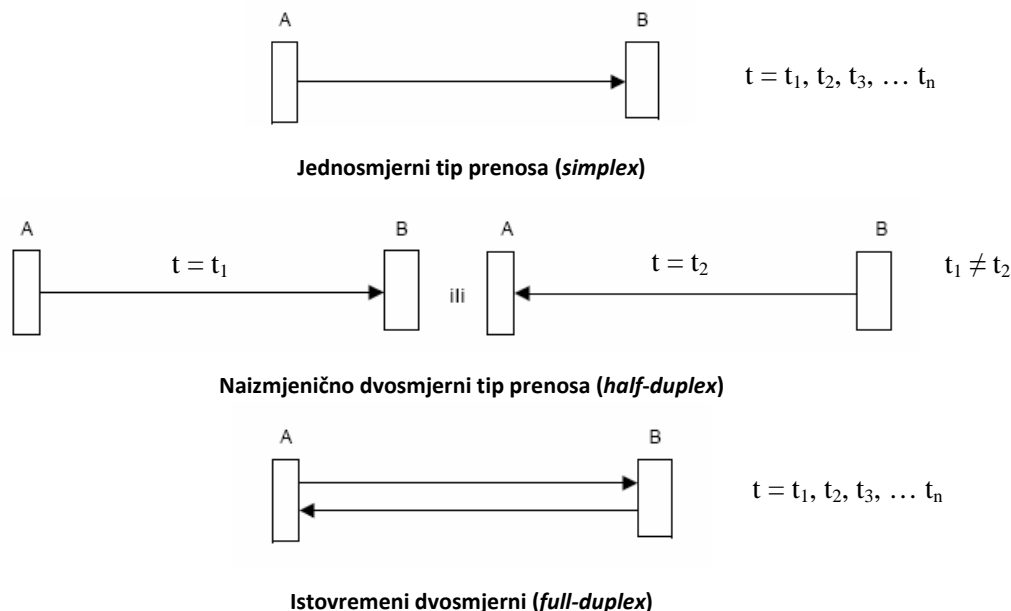 A B
t = t₁, t₂, t₃, … tₙ
Jednosmjerni tip prenosa (simplex)
A B A B
t = t₁ ili t = t₂ t₁ ≠ t₂
Naizmjenično dvosmjerni tip prenosa (half-duplex)
A B
t = t₁, t₂, t₃, … tₙ
Istovremeni dvosmjerni (full-duplex)